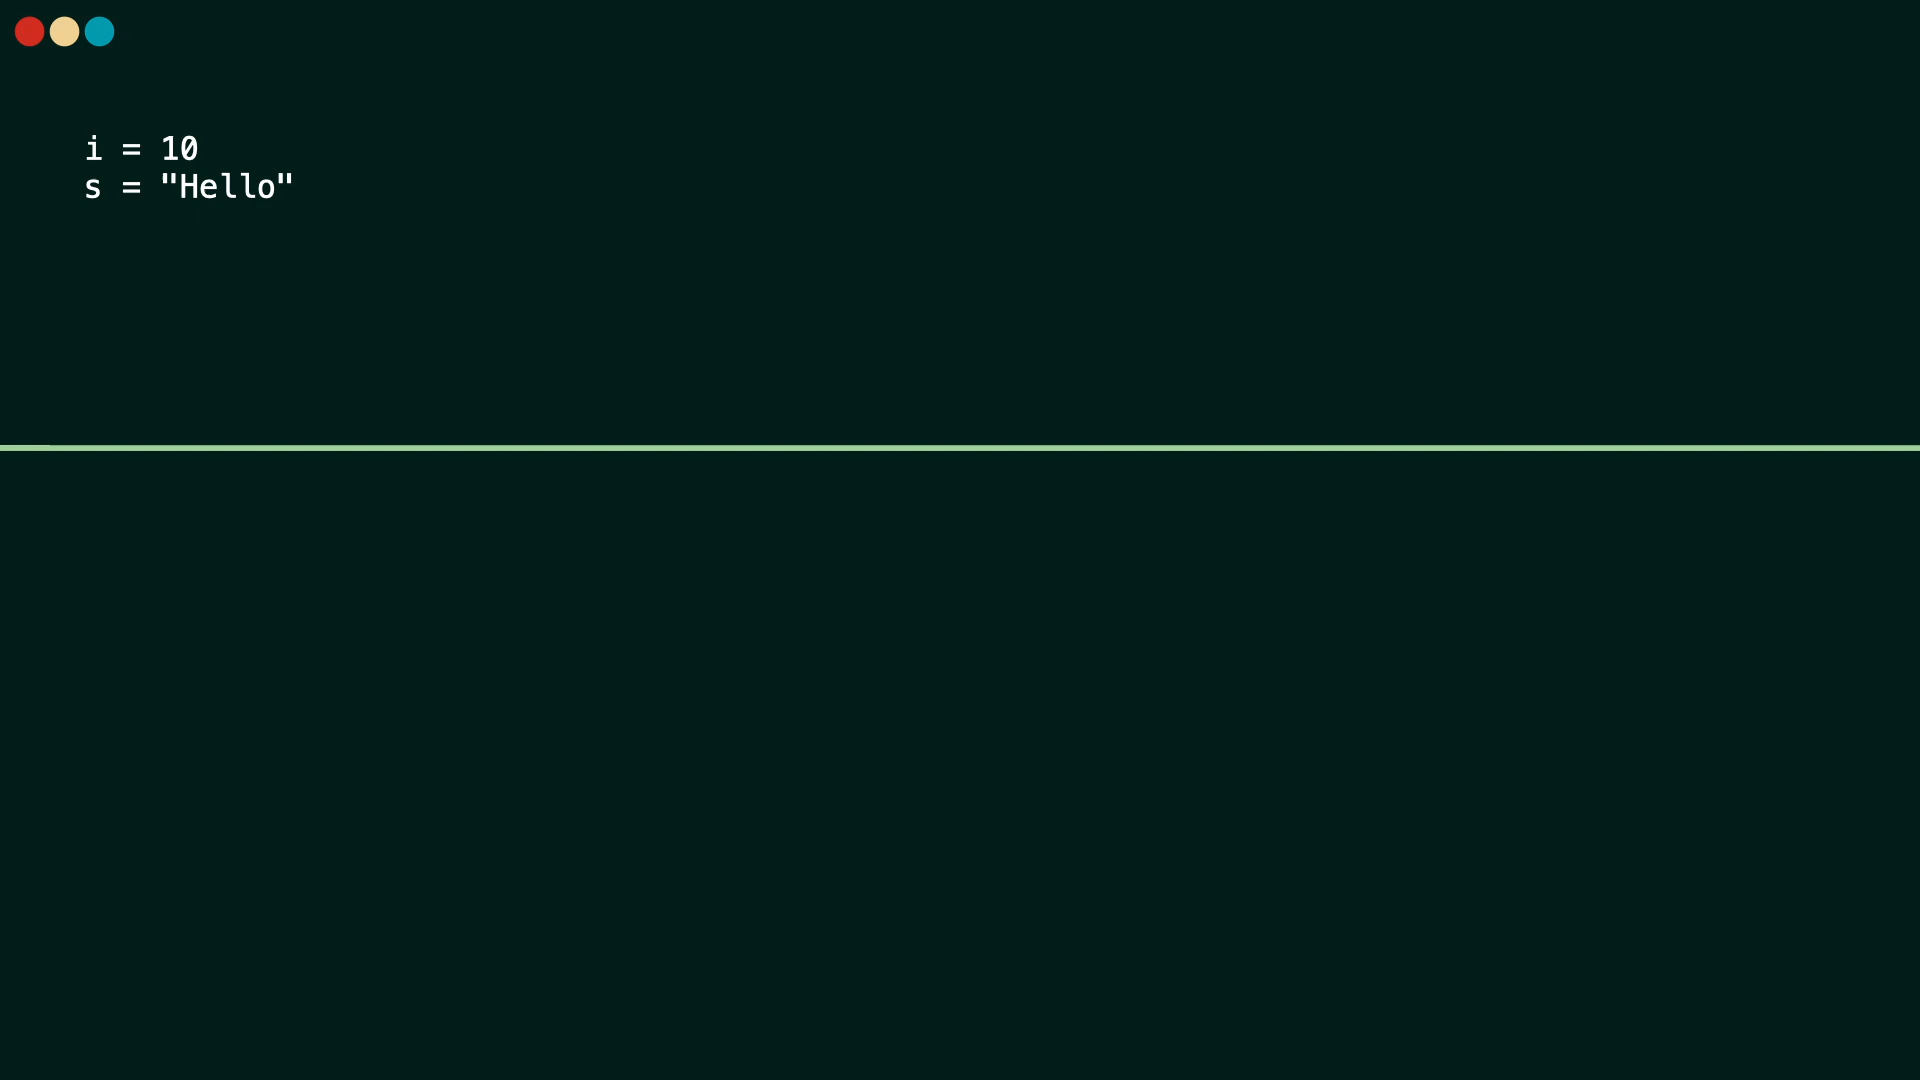 i = 10
s = "Hello"